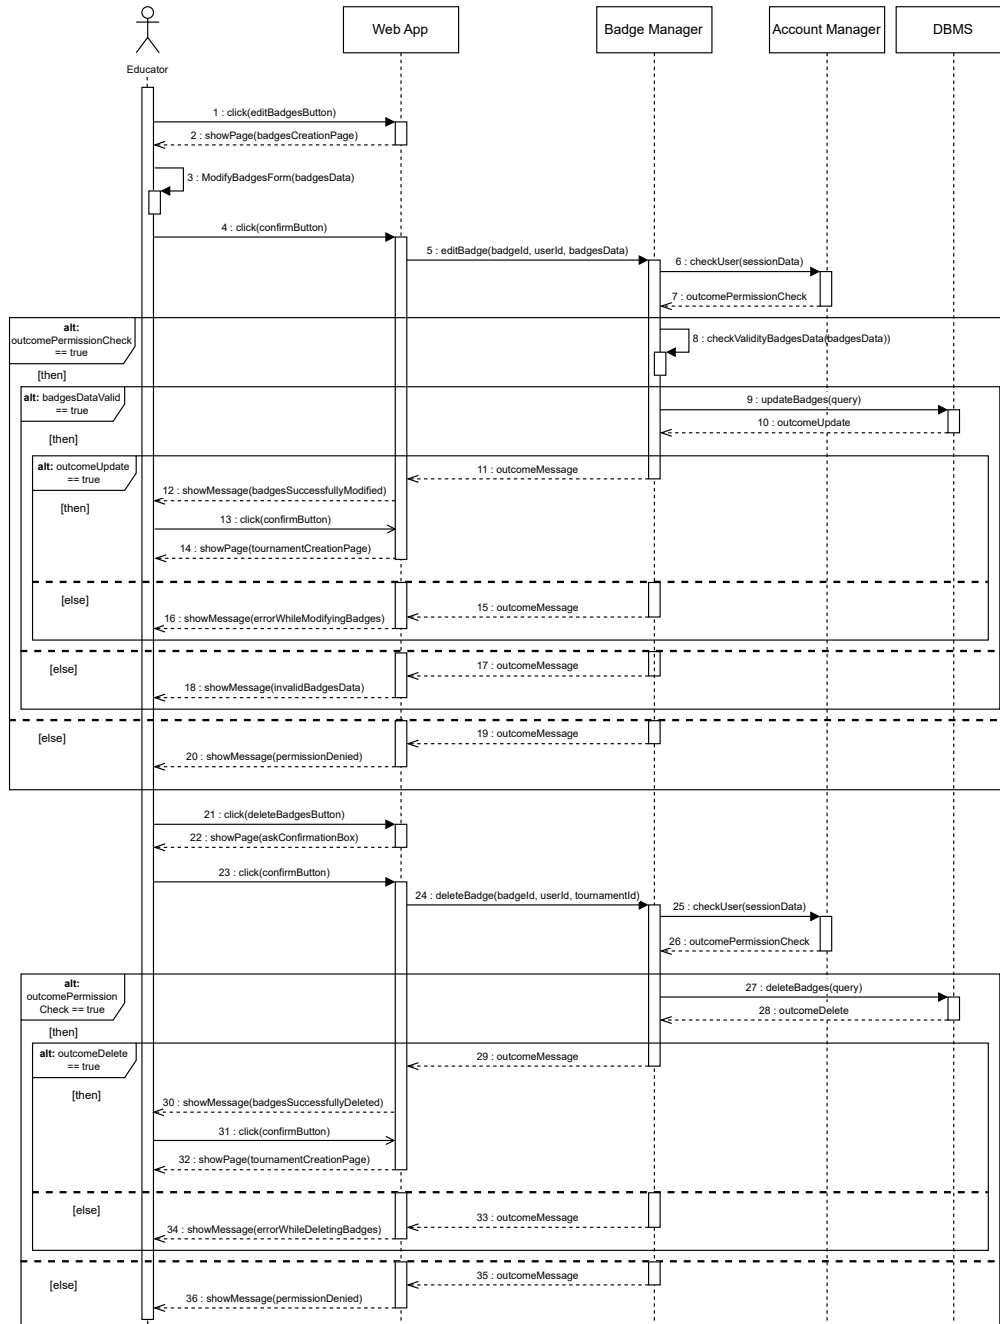 Educator
Web App
Badge Manager
Account Manager
DBMS
1 : click(editBadgesButton)
2 : showPage(badgesCreationPage)
3 : ModifyBadgesForm(badgesData)
4 : click(confirmButton)
5 : editBadge(badgeId, userId, badgesData)
6 : checkUser(sessionData)
7 : outcomePermissionCheck
alt:
outcomePermissionCheck
== true
[then]
8 : checkValidityBadgesData(badgesData))
alt: badgesDataValid
== true
[then]
9 : updateBadges(query)
10 : outcomeUpdate
alt: outcomeUpdate
== true
[then]
11 : outcomeMessage
12 : showMessage(badgesSuccessfullyModified)
13 : click(confirmButton)
14 : showPage(tournamentCreationPage)
[else]
15 : outcomeMessage
16 : showMessage(errorWhileModifyingBadges)
[else]
17 : outcomeMessage
18 : showMessage(invalidBadgesData)
[else]
19 : outcomeMessage
20 : showMessage(permissionDenied)
21 : click(deleteBadgesButton)
22 : showPage(askConfirmationBox)
23 : click(confirmButton)
24 : deleteBadge(badgeId, userId, tournamentId)
25 : checkUser(sessionData)
26 : outcomePermissionCheck
alt:
outcomePermission
Check == true
[then]
27 : deleteBadges(query)
28 : outcomeDelete
alt: outcomeDelete
== true
[then]
29 : outcomeMessage
30 : showMessage(badgesSuccessfullyDeleted)
31 : click(confirmButton)
32 : showPage(tournamentCreationPage)
[else]
33 : outcomeMessage
34 : showMessage(errorWhileDeletingBadges)
[else]
35 : outcomeMessage
36 : showMessage(permissionDenied)